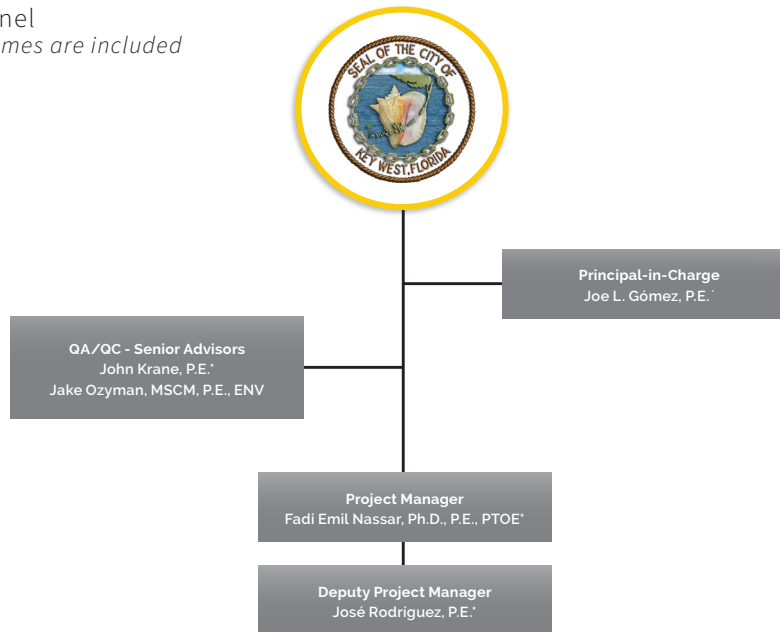 nel
mes are included
SEAL OF THE CITY OF
KEY WEST, FLORIDA
Principal-in-Charge
Joe L. Gómez, P.E.*
QA/QC - Senior Advisors
John Krane, P.E.*
Jake Ozyman, MSCM, P.E., ENV
Project Manager
Fadi Emil Nassar, Ph.D., P.E., PTOE*
Deputy Project Manager
José Rodríguez, P.E.*